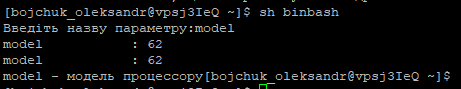 [bojchuk_oleksandr@vpsj3IeQ ~]$ sh binbash
Введіть назву параметру:model
model           : 62
model           : 62
model - модель процессору[bojchuk_oleksandr@vpsj3IeQ ~]$